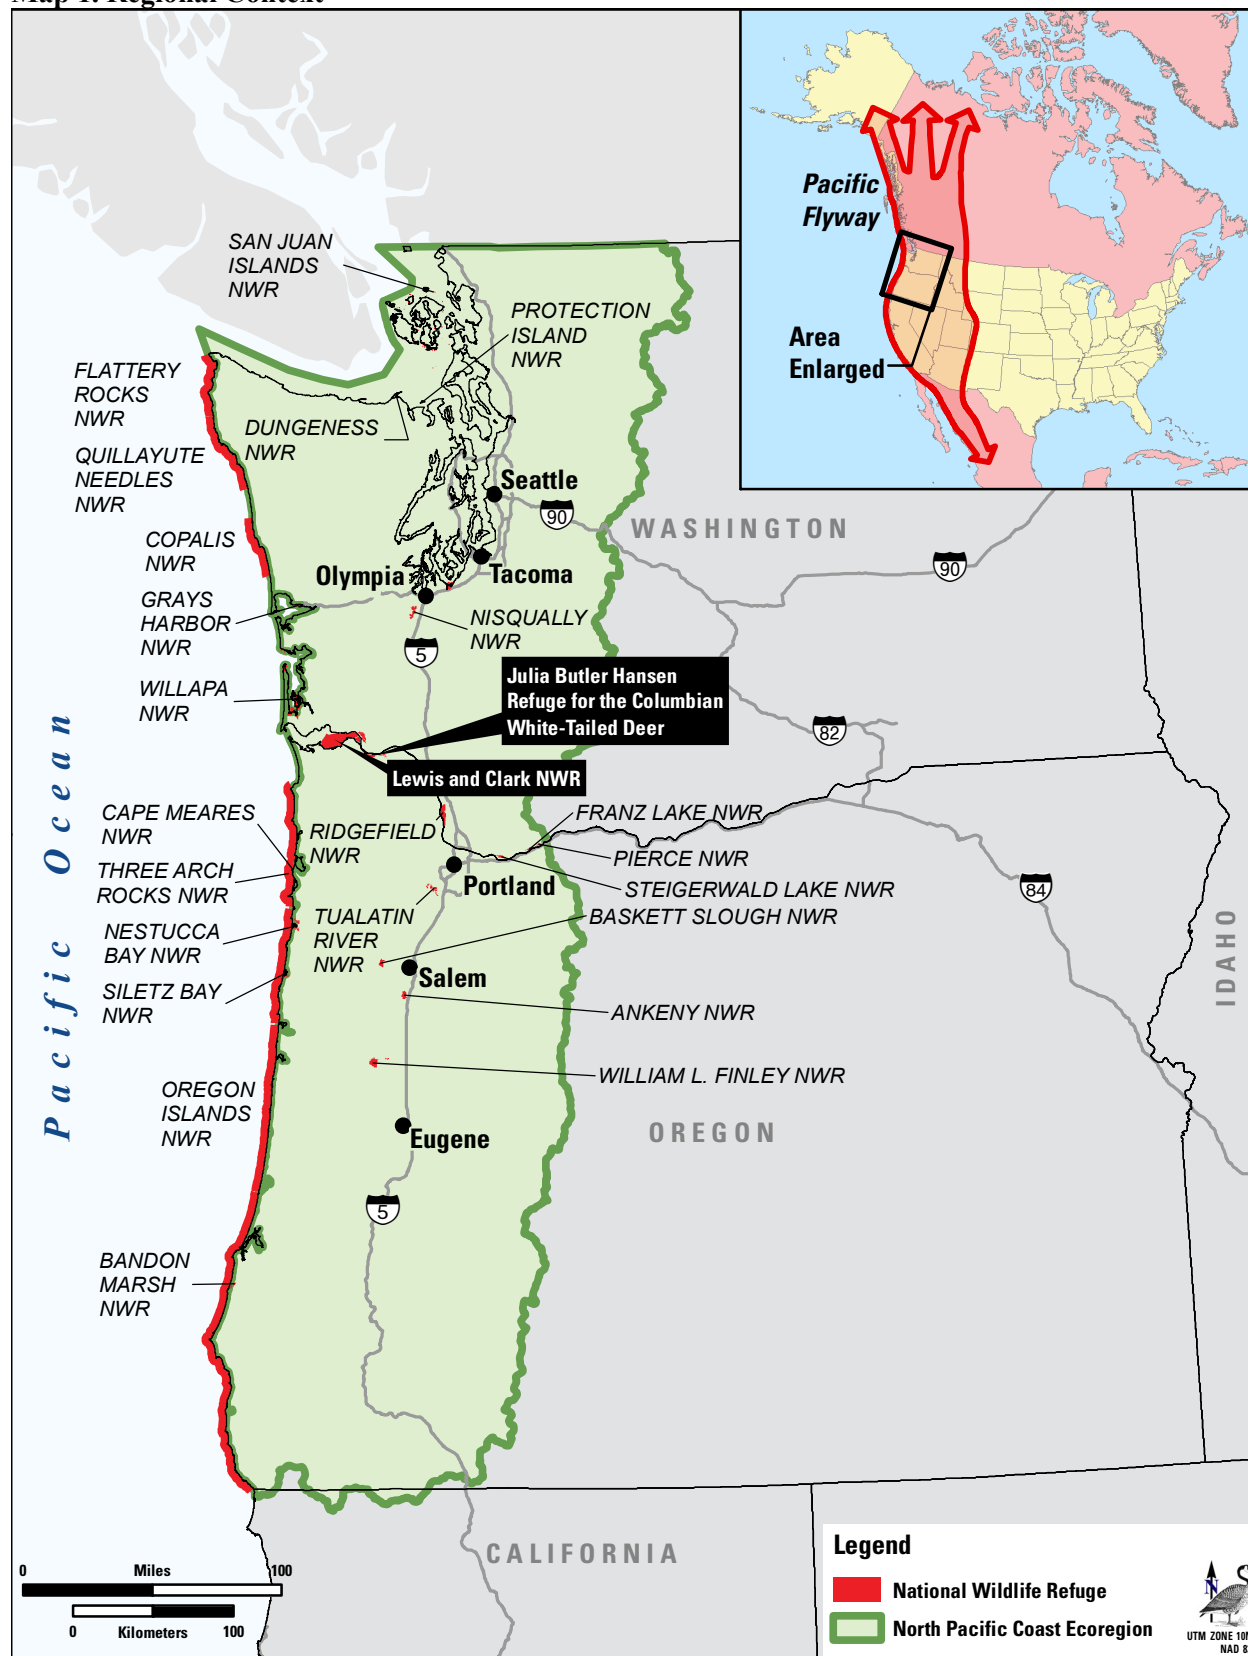 Map 1. Regional Context
Pacific
Flyway
Area
Enlarged
SAN JUAN
ISLANDS
NWR
PROTECTION
ISLAND
NWR
FLATTERY
ROCKS
NWR
DUNGENESS
NWR
QUILLAYUTE
NEEDLES
NWR
Seattle
90
WASHINGTON
COPALIS
NWR
Olympia
Tacoma
90
GRAYS
HARBOR
NWR
NISQUALLY
NWR
5
Julia Butler Hansen
Refuge for the Columbian
White-Tailed Deer
WILLAPA
NWR
82
Lewis and Clark NWR
Pacific Ocean
CAPE MEARES
NWR
RIDGEFIELD
NWR
FRANZ LAKE NWR
PIERCE NWR
THREE ARCH
ROCKS NWR
Portland
STEIGERWALD LAKE NWR
84
TUALATIN
RIVER
NWR
BASKETT SLOUGH NWR
NESTUCCA
BAY NWR
IDAHO
SILETZ BAY
NWR
Salem
ANKENY NWR
WILLIAM L. FINLEY NWR
OREGON
ISLANDS
NWR
Eugene
OREGON
5
BANDON
MARSH
NWR
CALIFORNIA
0 Miles 100
0 Kilometers 100
Legend
National Wildlife Refuge
North Pacific Coast Ecoregion
N
UTM ZONE 10N
NAD 8